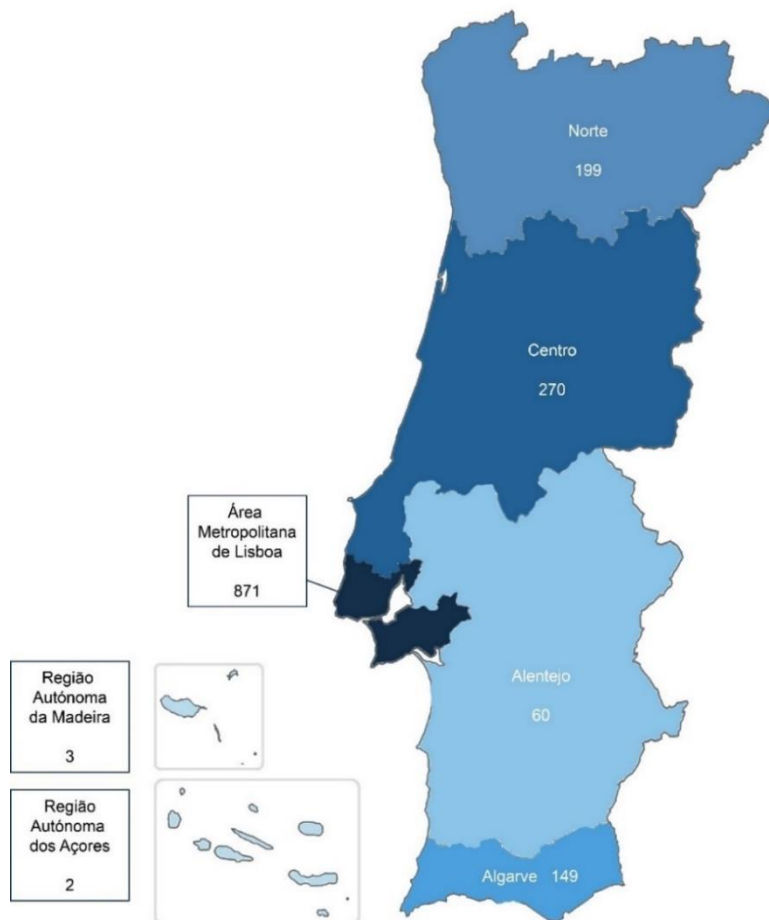 Norte
199
Centro
270
Área
Metropolitana
de Lisboa
871
Alentejo
60
Região
Autónoma
da Madeira
3
Região
Autónoma
dos Açores
2
Algarve 149